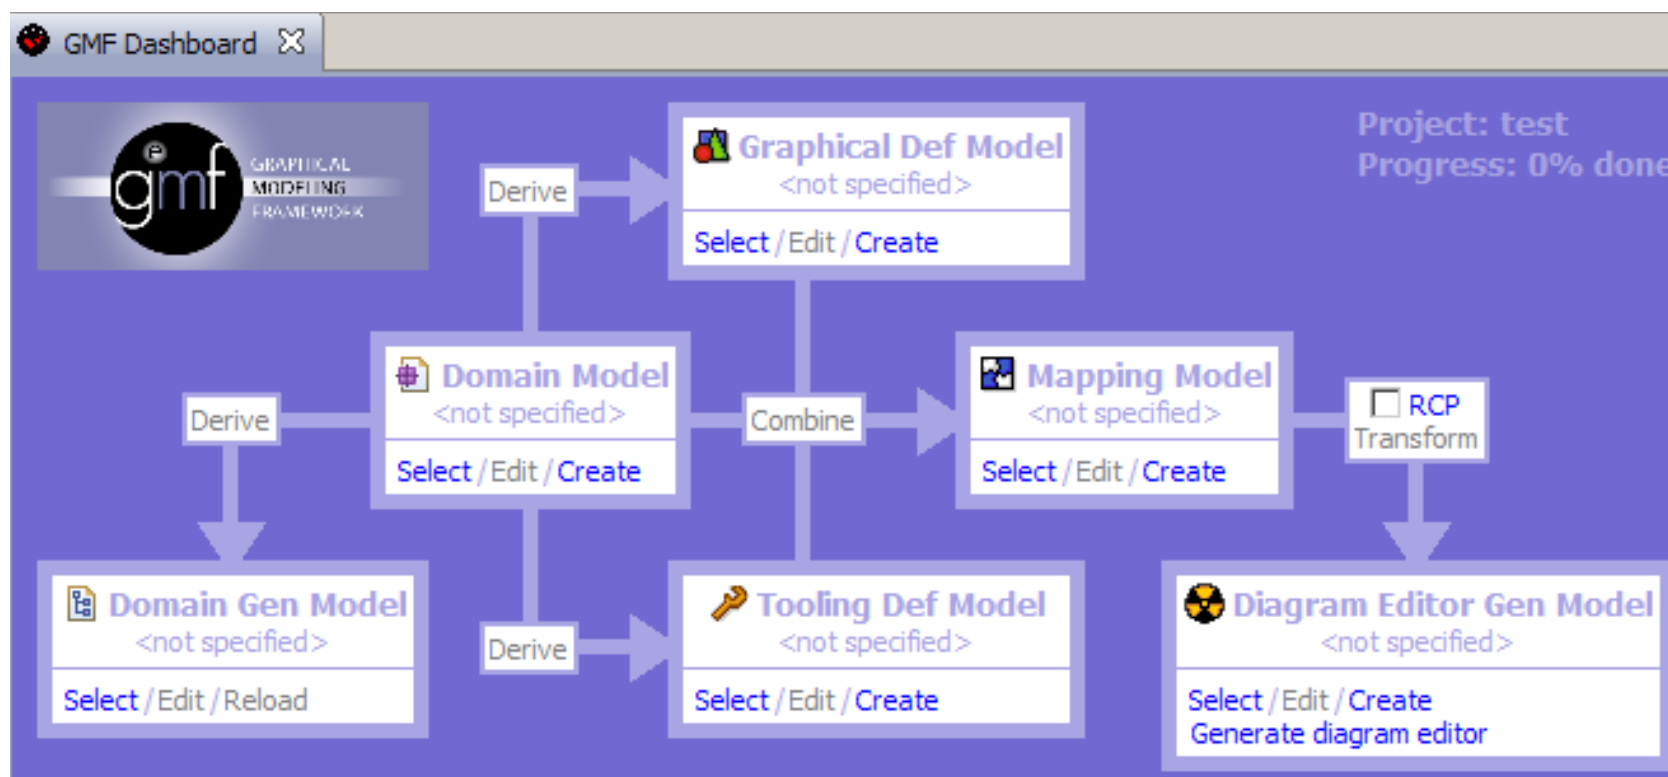 GMF Dashboard
gmf GRAPHICAL
MODELING
FRAMEWORK
Project: test
Progress: 0% done
Derive
Graphical Def Model
<not specified>
Select / Edit / Create
Derive
Domain Model
<not specified>
Select / Edit / Create
Combine
Mapping Model
<not specified>
Select / Edit / Create
RCP
Transform
Domain Gen Model
<not specified>
Select / Edit / Reload
Derive
Tooling Def Model
<not specified>
Select / Edit / Create
Diagram Editor Gen Model
<not specified>
Select / Edit / Create
Generate diagram editor